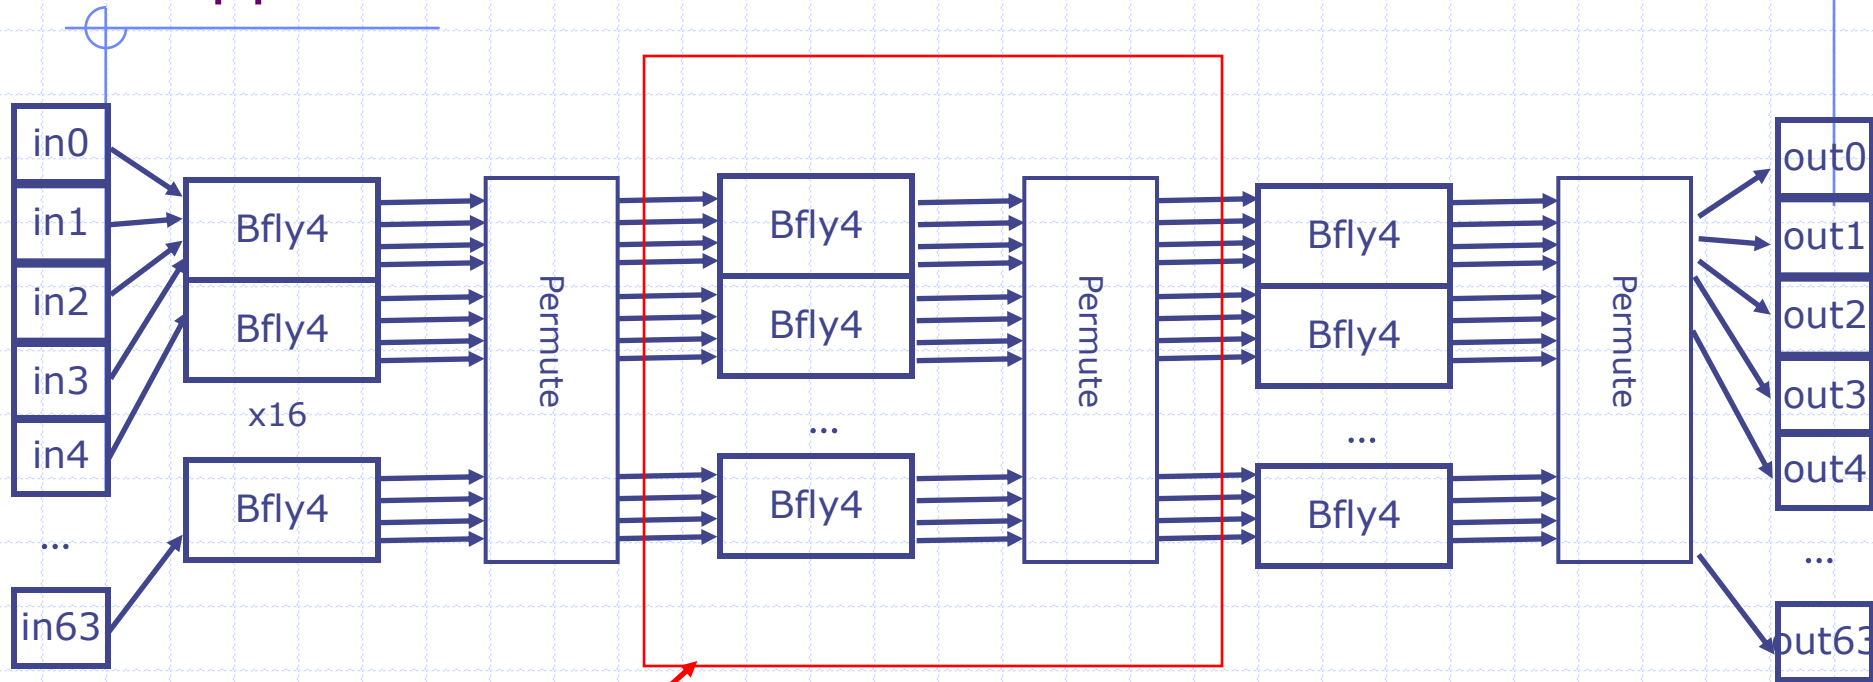 in0
in1
in2
in3
in4
...
in63
Bfly4
Bfly4
x16
Bfly4
Permute
Bfly4
Bfly4
...
Bfly4
Permute
Bfly4
Bfly4
...
Bfly4
Permute
out0
out1
out2
out3
out4
...
out63